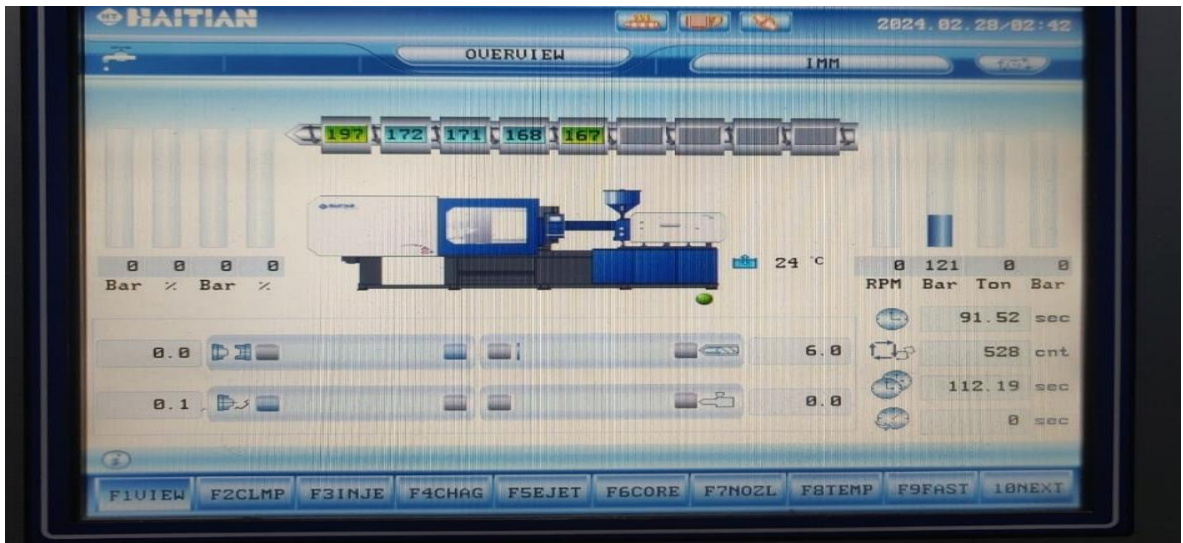 HT HAITIAN 2024.02.28/02:42
OVERVIEW IMM
197 172 171 168 167
HAITIAN
24 °C
0 0 0 0 0 121 0 0
Bar % Bar % RPM Bar Ton Bar
91.52 sec
0.0 6.0 528 cnt
112.19 sec
0.1 0.0
0 sec
F1VIEW F2CLMP F3INJE F4CHAG F5EJET F6CORE F7NOZL F8TEMP F9FAST 10NEXT